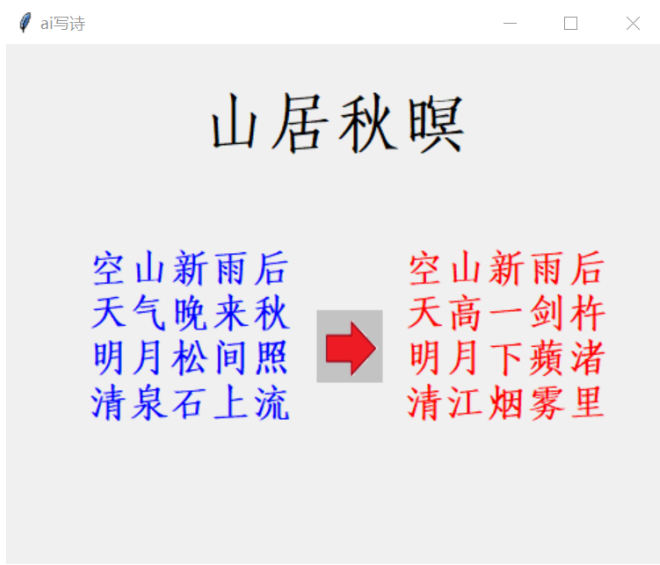 ai写诗
山居秋暝
空山新雨后
天气晚来秋
明月松间照
清泉石上流
空山新雨后
天高一剑杵
明月下蘋渚
清江烟雾里